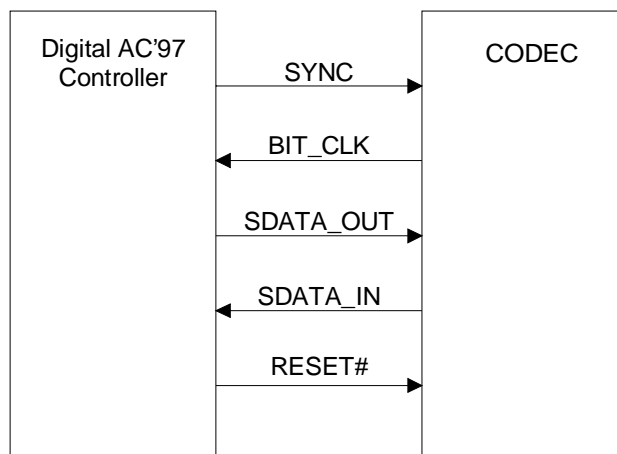 Digital AC'97
Controller
CODEC
SYNC
BIT_CLK
SDATA_OUT
SDATA_IN
RESET#